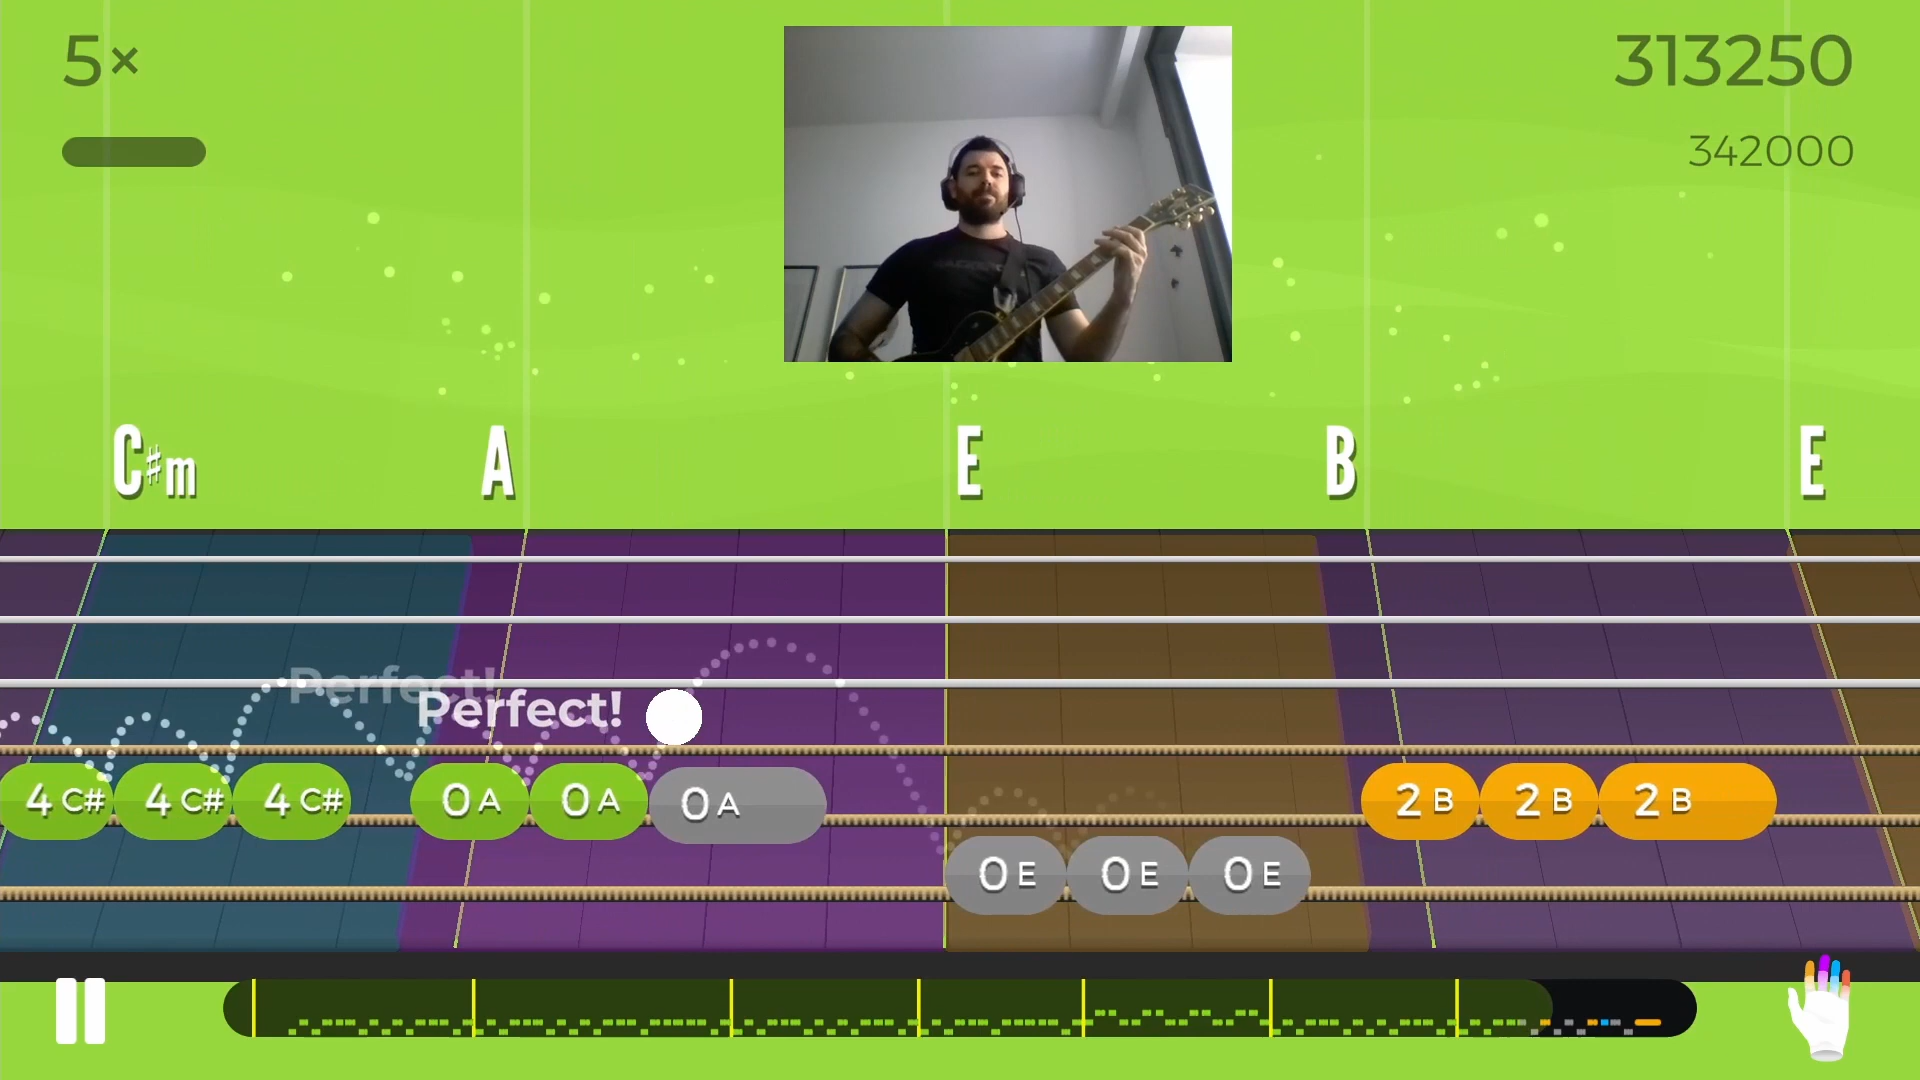 5×
313250
342000
C#m A E B E
Perfect!
Perfect!
4 C# 4 C# 4 C# 0 A 0 A 0 A 2 B 2 B 2 B
0 E 0 E 0 E